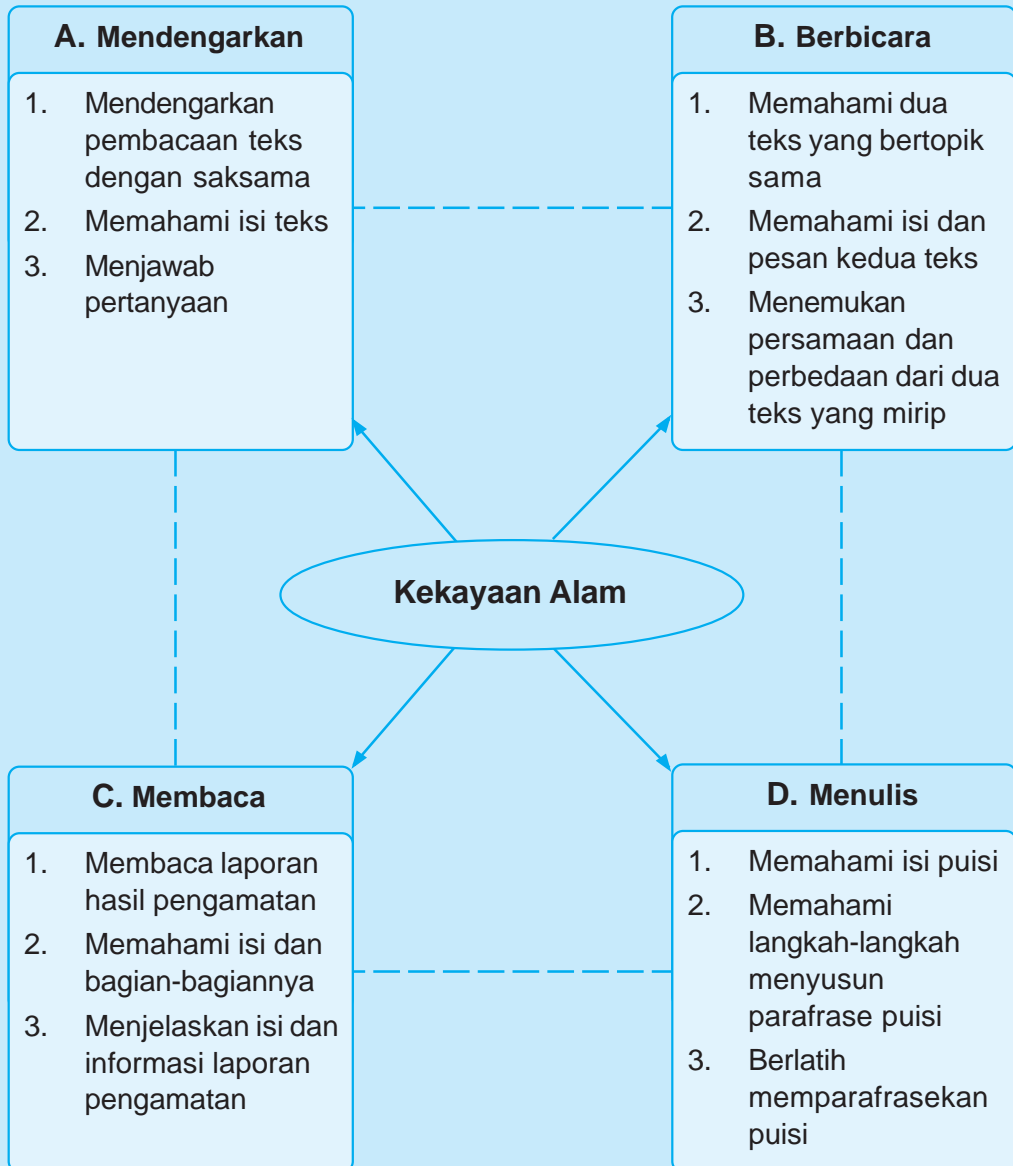 A. Mendengarkan
1. Mendengarkan
pembacaan teks
dengan saksama
2. Memahami isi teks
3. Menjawab
pertanyaan
B. Berbicara
1. Memahami dua
teks yang bertopik
sama
2. Memahami isi dan
pesan kedua teks
3. Menemukan
persamaan dan
perbedaan dari dua
teks yang mirip
Kekayaan Alam
C. Membaca
1. Membaca laporan
hasil pengamatan
2. Memahami isi dan
bagian-bagiannya
3. Menjelaskan isi dan
informasi laporan
pengamatan
D. Menulis
1. Memahami isi puisi
2. Memahami
langkah-langkah
menyusun
parafrase puisi
3. Berlatih
memparafrasekan
puisi